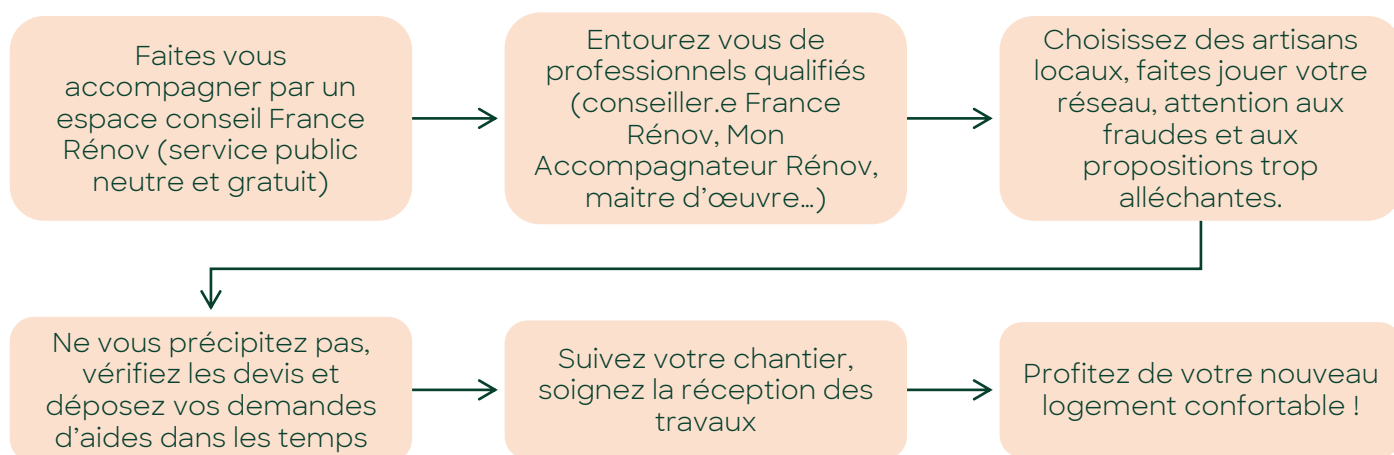 Faites vous
accompagner par un
espace conseil France
Rénov (service public
neutre et gratuit)
Entourez vous de
professionnels qualifiés
(conseiller.e France
Rénov, Mon
Accompagnateur Rénov,
maitre d’œuvre…)
Choisissez des artisans
locaux, faites jouer votre
réseau, attention aux
fraudes et aux
propositions trop
alléchantes.
Ne vous précipitez pas,
vérifiez les devis et
déposez vos demandes
d’aides dans les temps
Suivez votre chantier,
soignez la réception des
travaux
Profitez de votre nouveau
logement confortable !